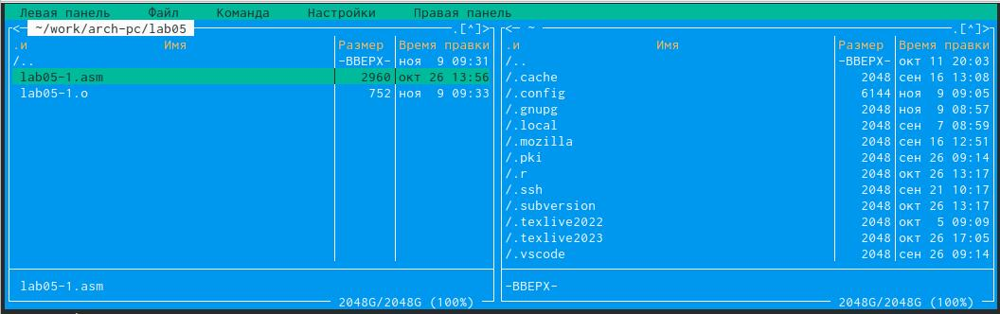 Левая панель Файл Команда Настройки Правая панель
<─ ~/work/arch-pc/lab05 .[^]>
.и Имя Размер Время правки
/.. -ВВЕРХ- ноя 9 09:31
lab05-1.asm 2960 окт 26 13:56
lab05-1.o 752 ноя 9 09:33
lab05-1.asm
2048G/2048G (100%)
<─ ~ .[^]>
.и Имя Размер Время правки
/.. -ВВЕРХ- окт 11 20:03
/.cache 2048 сен 16 13:08
/.config 6144 ноя 9 09:05
/.gnupg 2048 ноя 9 08:57
/.local 2048 сен 7 08:59
/.mozilla 2048 сен 16 12:51
/.pki 2048 сен 26 09:14
/.r 2048 окт 26 13:17
/.ssh 2048 сен 21 10:17
/.subversion 2048 окт 26 13:17
/.texlive2022 2048 окт 5 09:09
/.texlive2023 2048 окт 26 17:05
/.vscode 2048 сен 26 09:14
-ВВЕРХ-
2048G/2048G (100%)